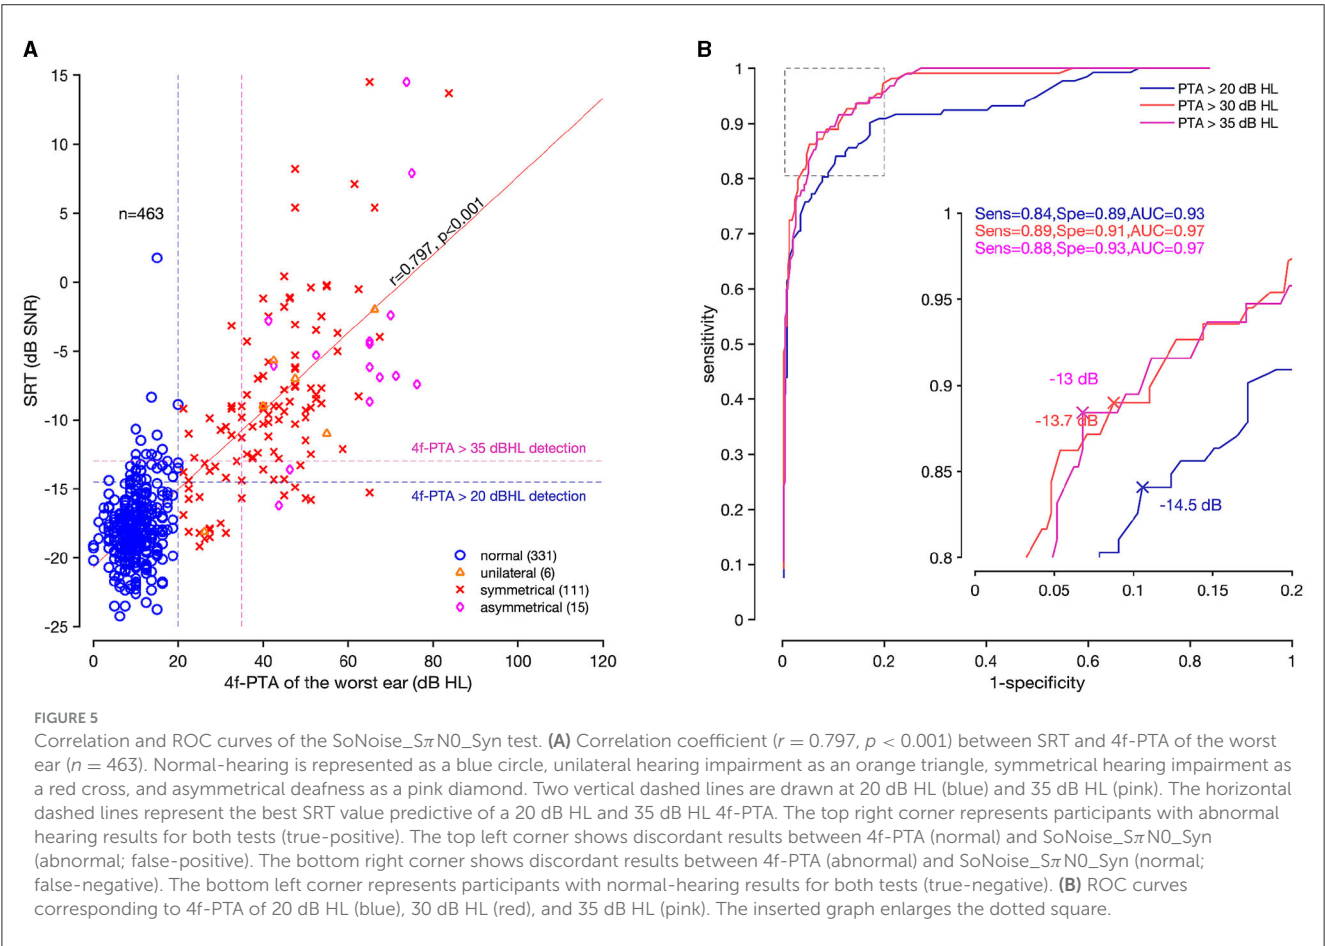 A
SRT (dB SNR)
15
10
5
0
-5
-10
-15
-20
-25
n=463
r=0.797, p<0.001
4f-PTA > 35 dBHL detection
4f-PTA > 20 dBHL detection
normal (331)
unilateral (6)
symmetrical (111)
asymmetrical (15)
0 20 40 60 80 100 120
4f-PTA of the worst ear (dB HL)
B
sensitivity
1
0.9
0.8
0.7
0.6
0.5
0.4
0.3
0.2
0.1
0
PTA > 20 dB HL
PTA > 30 dB HL
PTA > 35 dB HL
Sens=0.84,Spe=0.89,AUC=0.93
Sens=0.89,Spe=0.91,AUC=0.97
Sens=0.88,Spe=0.93,AUC=0.97
1
0.95
0.9
0.85
0.8
-13 dB
-13.7 dB
-14.5 dB
0 0.05 0.1 0.15 0.2
0 0.2 0.4 0.6 0.8 1
1-specificity
FIGURE 5
Correlation and ROC curves of the SoNoise_SπN0_Syn test. (A) Correlation coefficient (r = 0.797, p < 0.001) between SRT and 4f-PTA of the worst
ear (n = 463). Normal-hearing is represented as a blue circle, unilateral hearing impairment as an orange triangle, symmetrical hearing impairment as
a red cross, and asymmetrical deafness as a pink diamond. Two vertical dashed lines are drawn at 20 dB HL (blue) and 35 dB HL (pink). The horizontal
dashed lines represent the best SRT value predictive of a 20 dB HL and 35 dB HL 4f-PTA. The top right corner represents participants with abnormal
hearing results for both tests (true-positive). The top left corner shows discordant results between 4f-PTA (normal) and SoNoise_SπN0_Syn
(abnormal; false-positive). The bottom right corner shows discordant results between 4f-PTA (abnormal) and SoNoise_SπN0_Syn (normal;
false-negative). The bottom left corner represents participants with normal-hearing results for both tests (true-negative). (B) ROC curves
corresponding to 4f-PTA of 20 dB HL (blue), 30 dB HL (red), and 35 dB HL (pink). The inserted graph enlarges the dotted square.